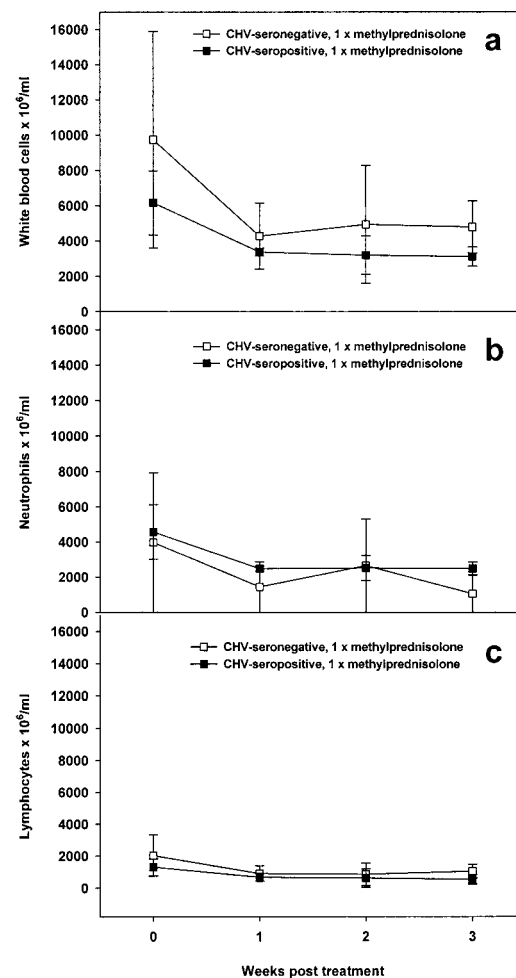 a
CHV-seronegative, 1 x methylprednisolone
CHV-seropositive, 1 x methylprednisolone
White blood cells x 10⁶/ml
16000
14000
12000
10000
8000
6000
4000
2000
0
b
CHV-seronegative, 1 x methylprednisolone
CHV-seropositive, 1 x methylprednisolone
Neutrophils x 10⁶/ml
16000
14000
12000
10000
8000
6000
4000
2000
0
c
CHV-seronegative, 1 x methylprednisolone
CHV-seropositive, 1 x methylprednisolone
Lymphocytes x 10⁶/ml
16000
14000
12000
10000
8000
6000
4000
2000
0
0 1 2 3
Weeks post treatment